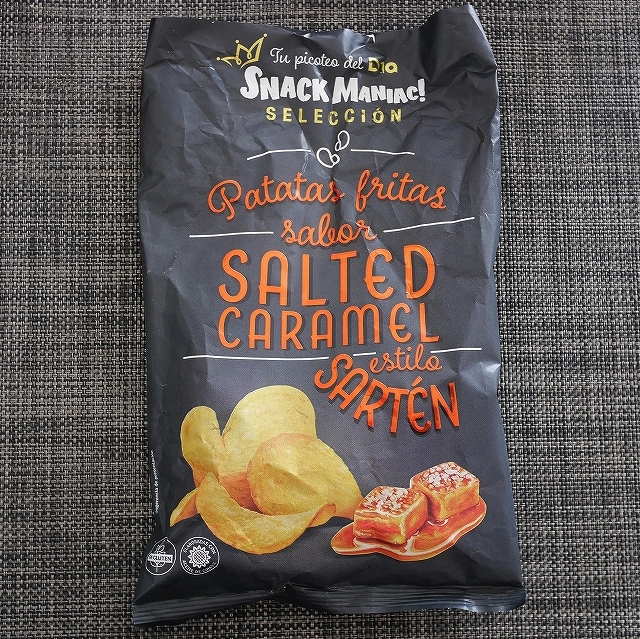 Tu picoteo del Dia
SNACK MANIAC!
SELECCIÓN
Patatas fritas
sabor
SALTED
CARAMEL
estilo
SARTÉN